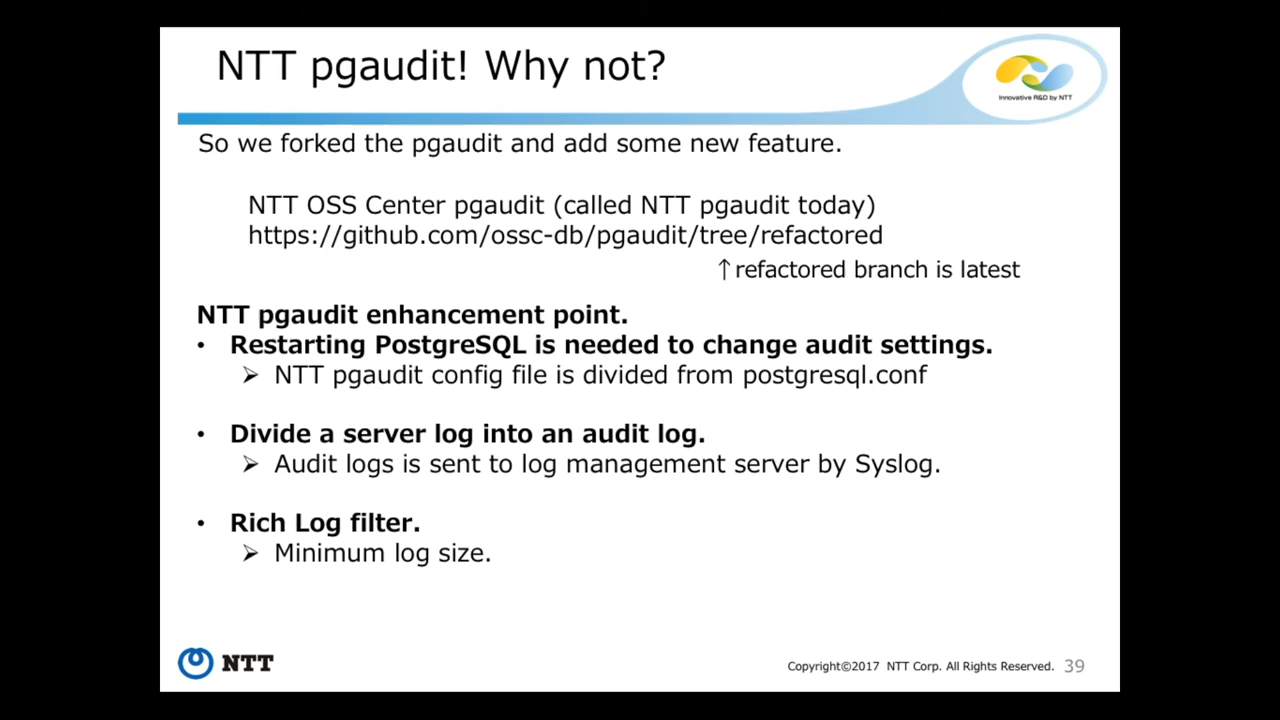 NTT pgaudit! Why not?
Innovative R&D by NTT
So we forked the pgaudit and add some new feature.
NTT OSS Center pgaudit (called NTT pgaudit today)
https://github.com/ossc-db/pgaudit/tree/refactored
↑refactored branch is latest
NTT pgaudit enhancement point.
• Restarting PostgreSQL is needed to change audit settings.
➢ NTT pgaudit config file is divided from postgresql.conf
• Divide a server log into an audit log.
➢ Audit logs is sent to log management server by Syslog.
• Rich Log filter.
➢ Minimum log size.
NTT
Copyright©2017 NTT Corp. All Rights Reserved. 39